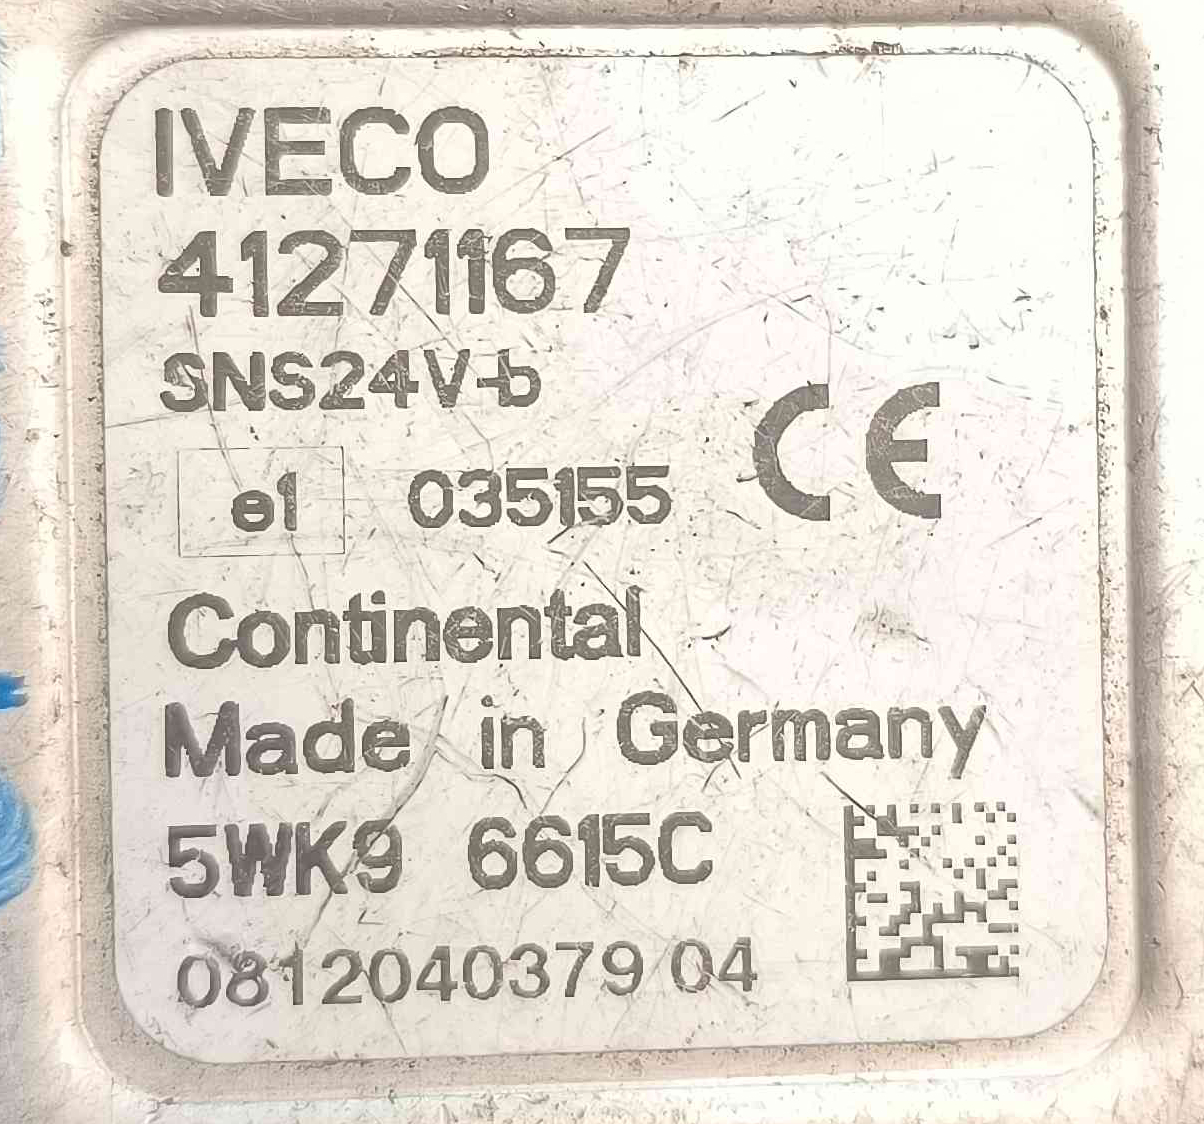 IVECO
41271167
SNS24V-b
e1 035155 CE
Continental
Made in Germany
5WK9 6615C
0812040379 04